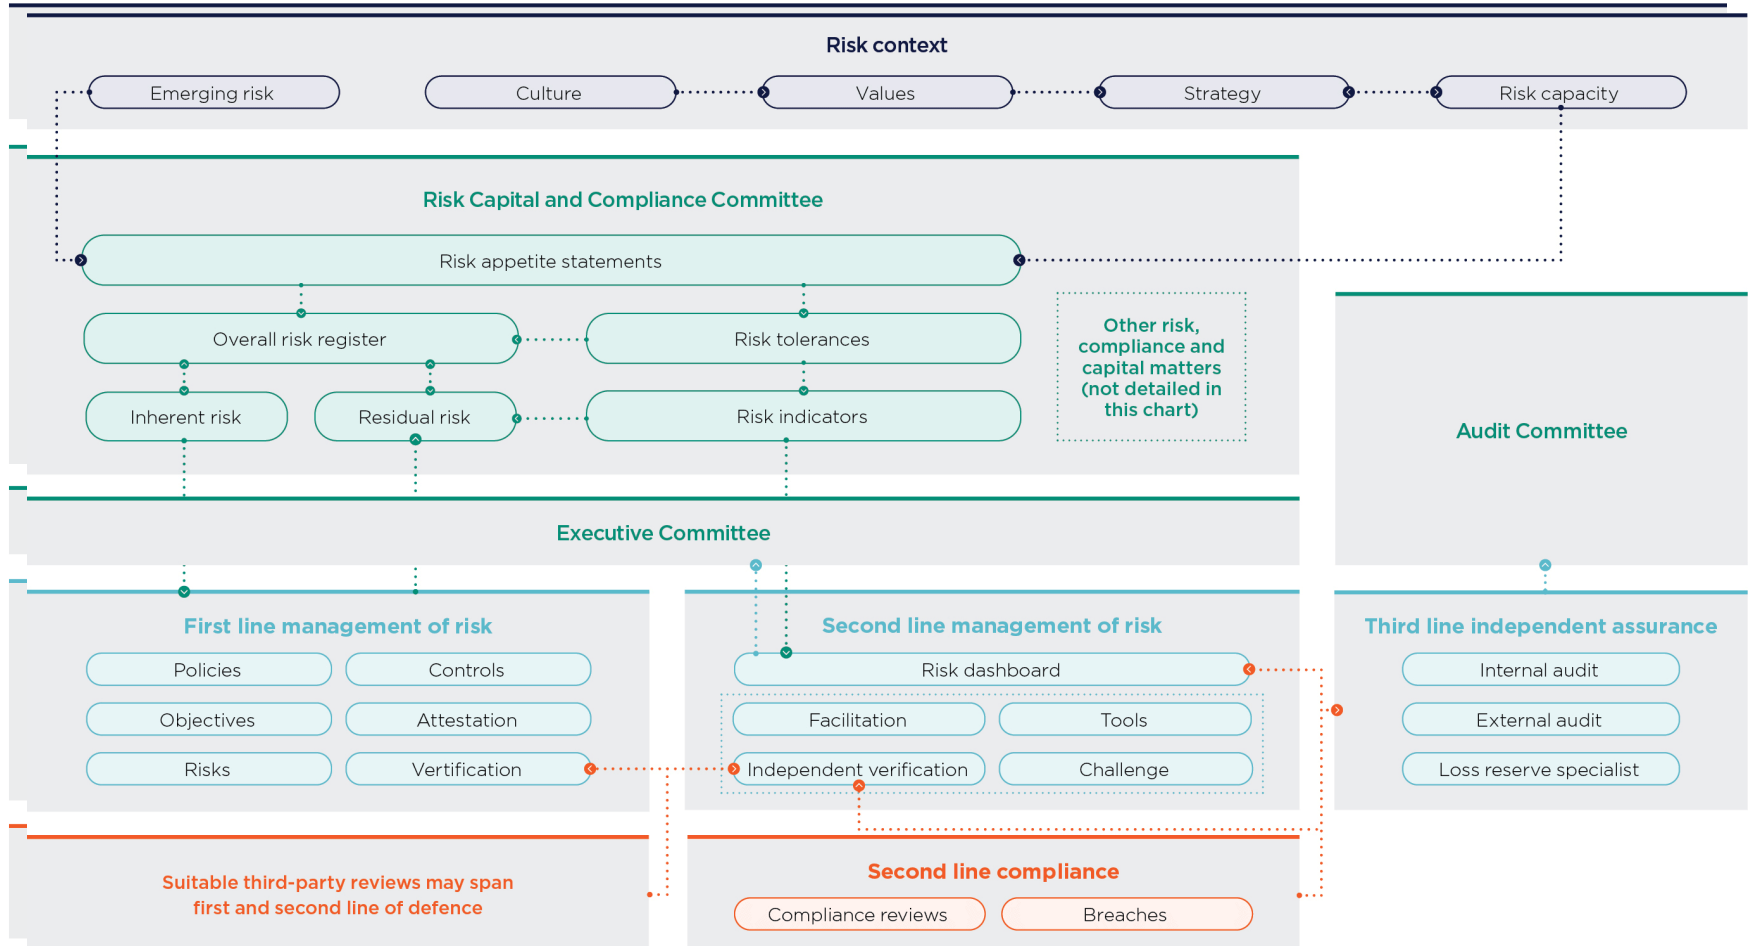 Risk context
Emerging risk
Culture
Values
Strategy
Risk capacity
Risk Capital and Compliance Committee
Risk appetite statements
Overall risk register
Risk tolerances
Inherent risk
Residual risk
Risk indicators
Other risk,
compliance and
capital matters
(not detailed in
this chart)
Audit Committee
Executive Committee
First line management of risk
Policies
Controls
Objectives
Attestation
Risks
Vertification
Second line management of risk
Risk dashboard
Facilitation
Tools
Independent verification
Challenge
Third line independent assurance
Internal audit
External audit
Loss reserve specialist
Suitable third-party reviews may span
first and second line of defence
Second line compliance
Compliance reviews
Breaches